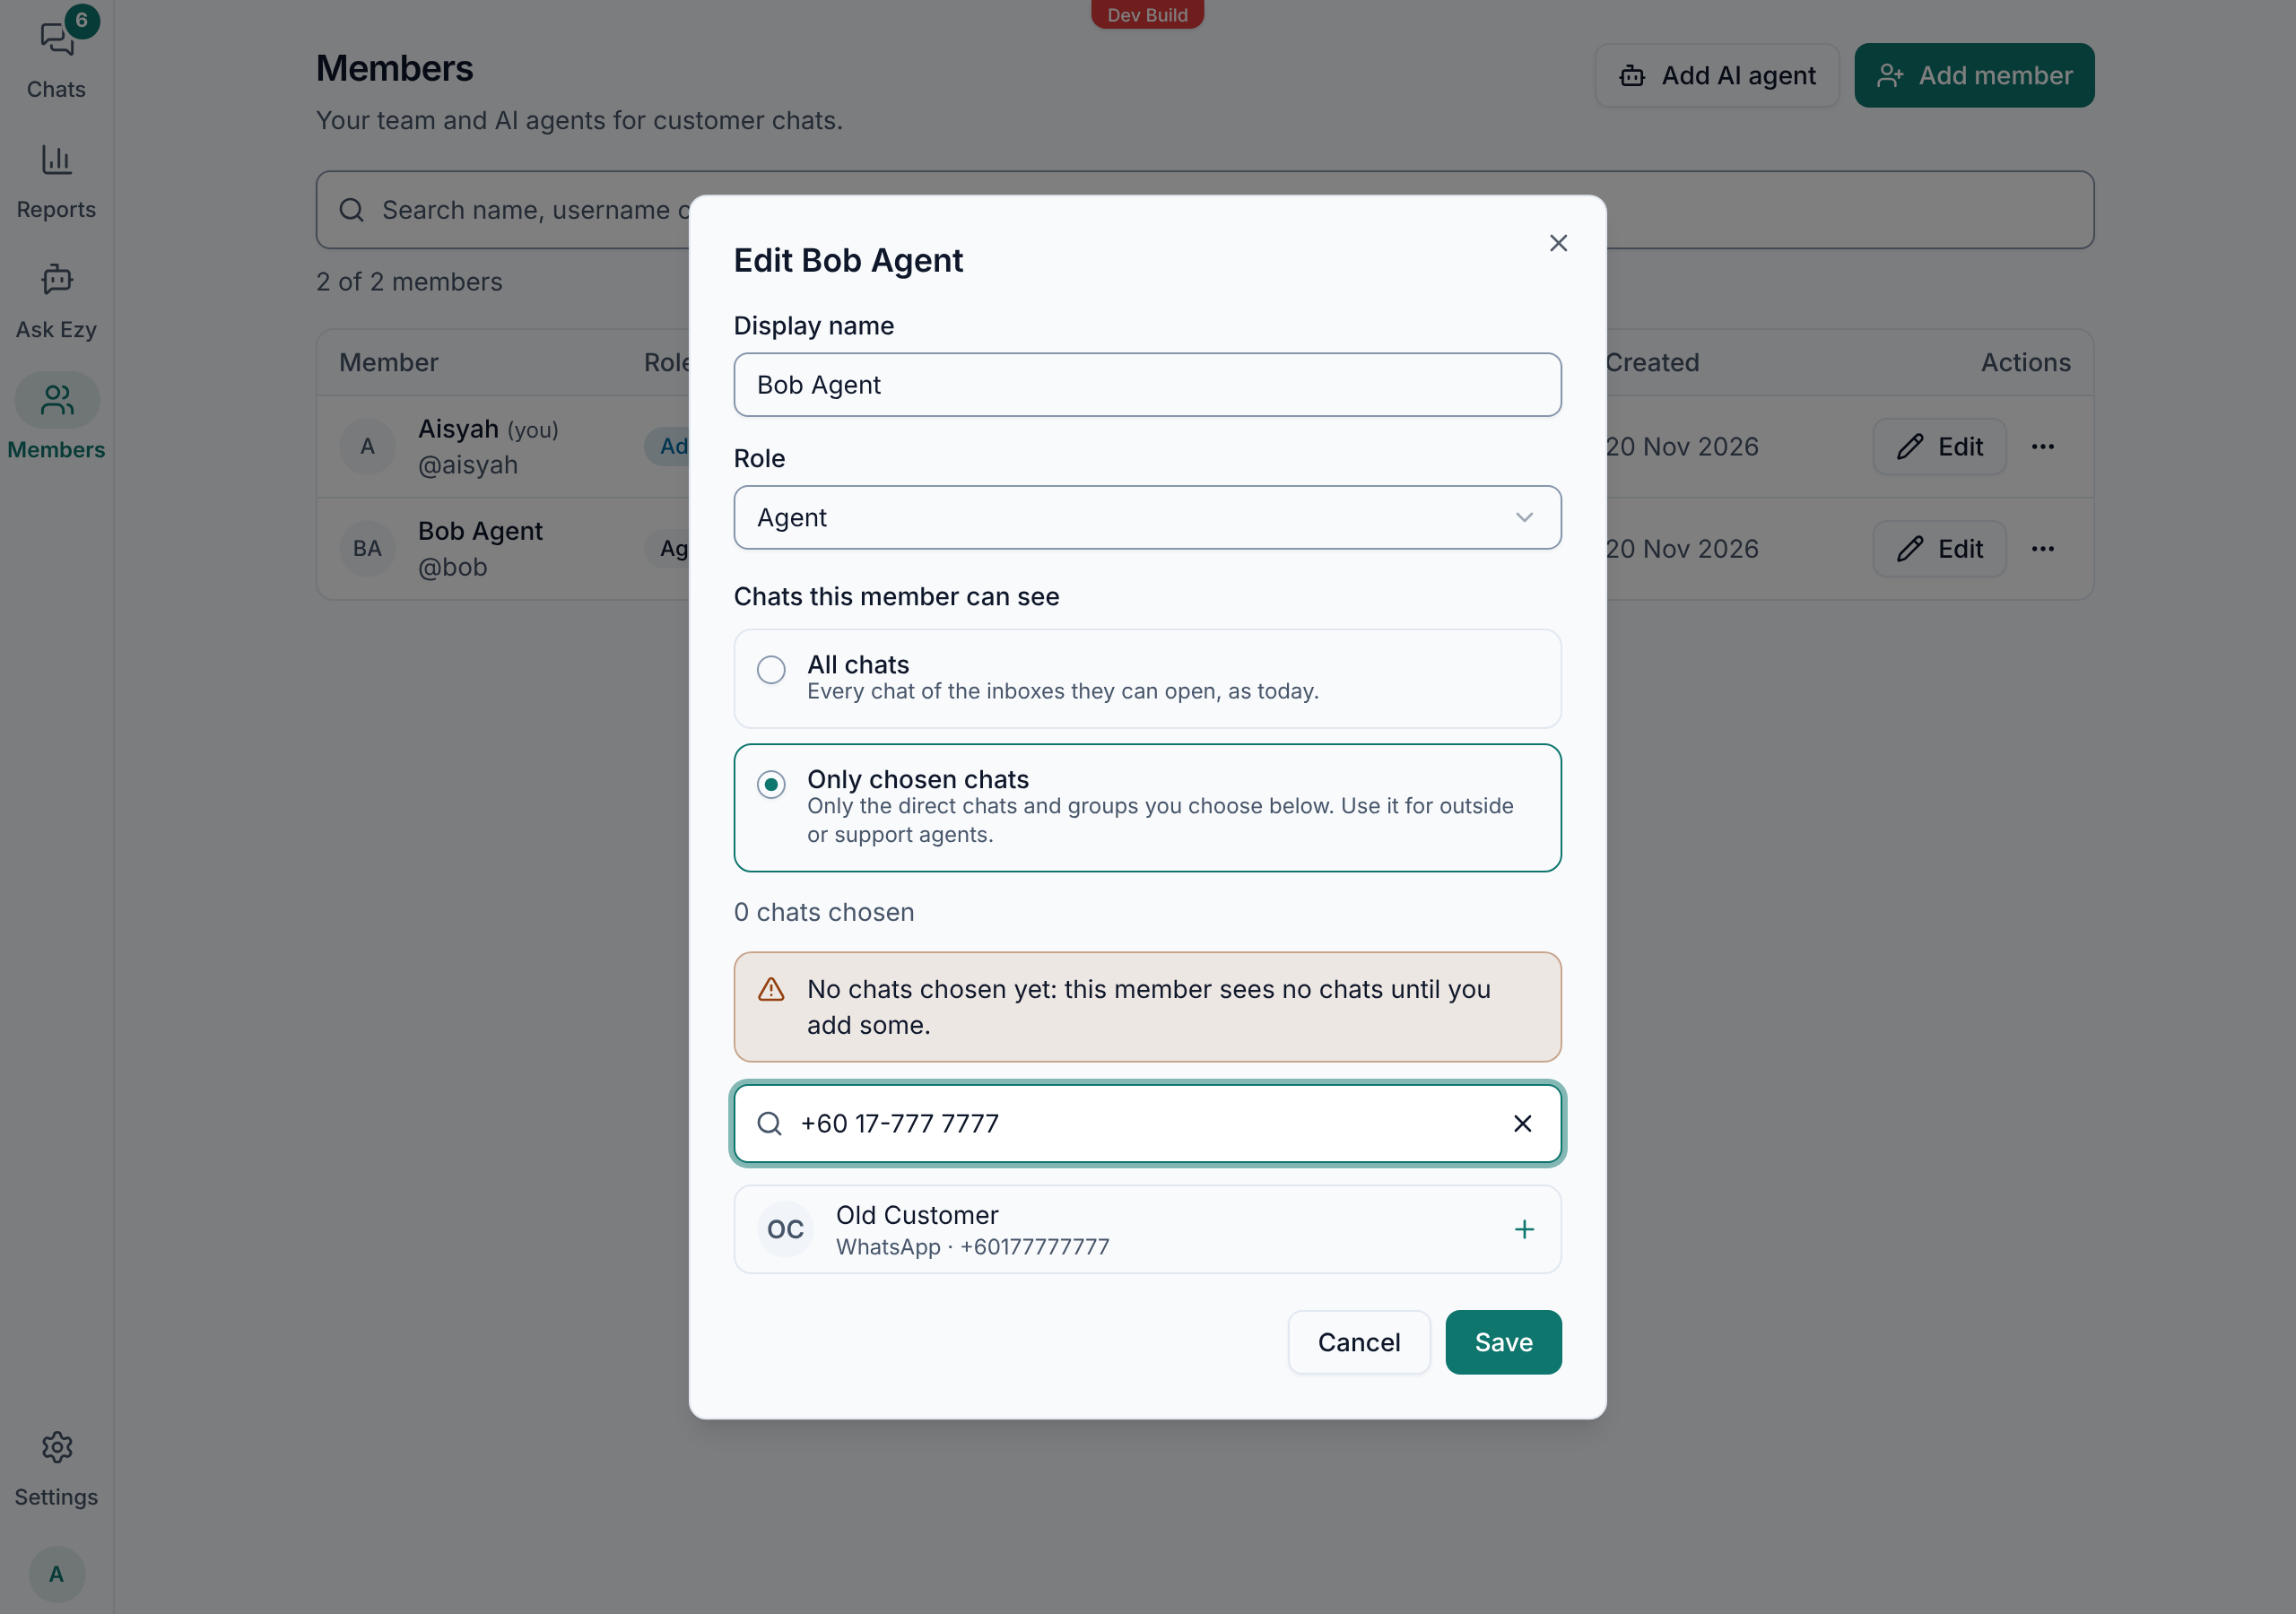 6
Dev Build
Chats
Reports
Ask Ezy
Members
Settings
A
Members
Your team and AI agents for customer chats.
Add AI agent
Add member
Search name, username
2 of 2 members
Member
Role
Created
Actions
A
Aisyah (you)
@aisyah
20 Nov 2026
Edit
BA
Bob Agent
@bob
20 Nov 2026
Edit
Edit Bob Agent
Display name
Bob Agent
Role
Agent
Chats this member can see
All chats
Every chat of the inboxes they can open, as today.
Only chosen chats
Only the direct chats and groups you choose below. Use it for outside
or support agents.
0 chats chosen
No chats chosen yet: this member sees no chats until you
add some.
+60 17-777 7777
OC
Old Customer
WhatsApp · +60177777777
Cancel
Save